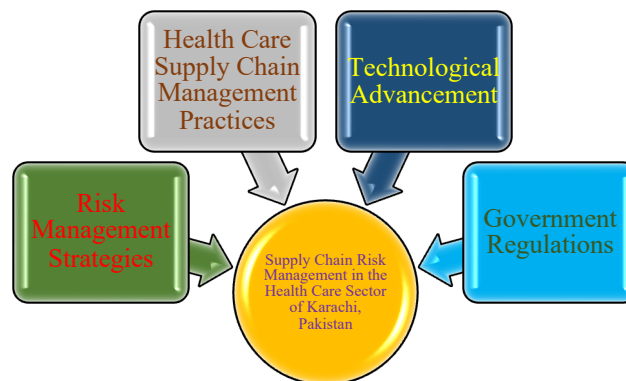 Health Care
Supply Chain
Management
Practices
Technological
Advancement
Risk
Management
Strategies
Government
Regulations
Supply Chain Risk
Management in the
Health Care Sector
of Karachi,
Pakistan